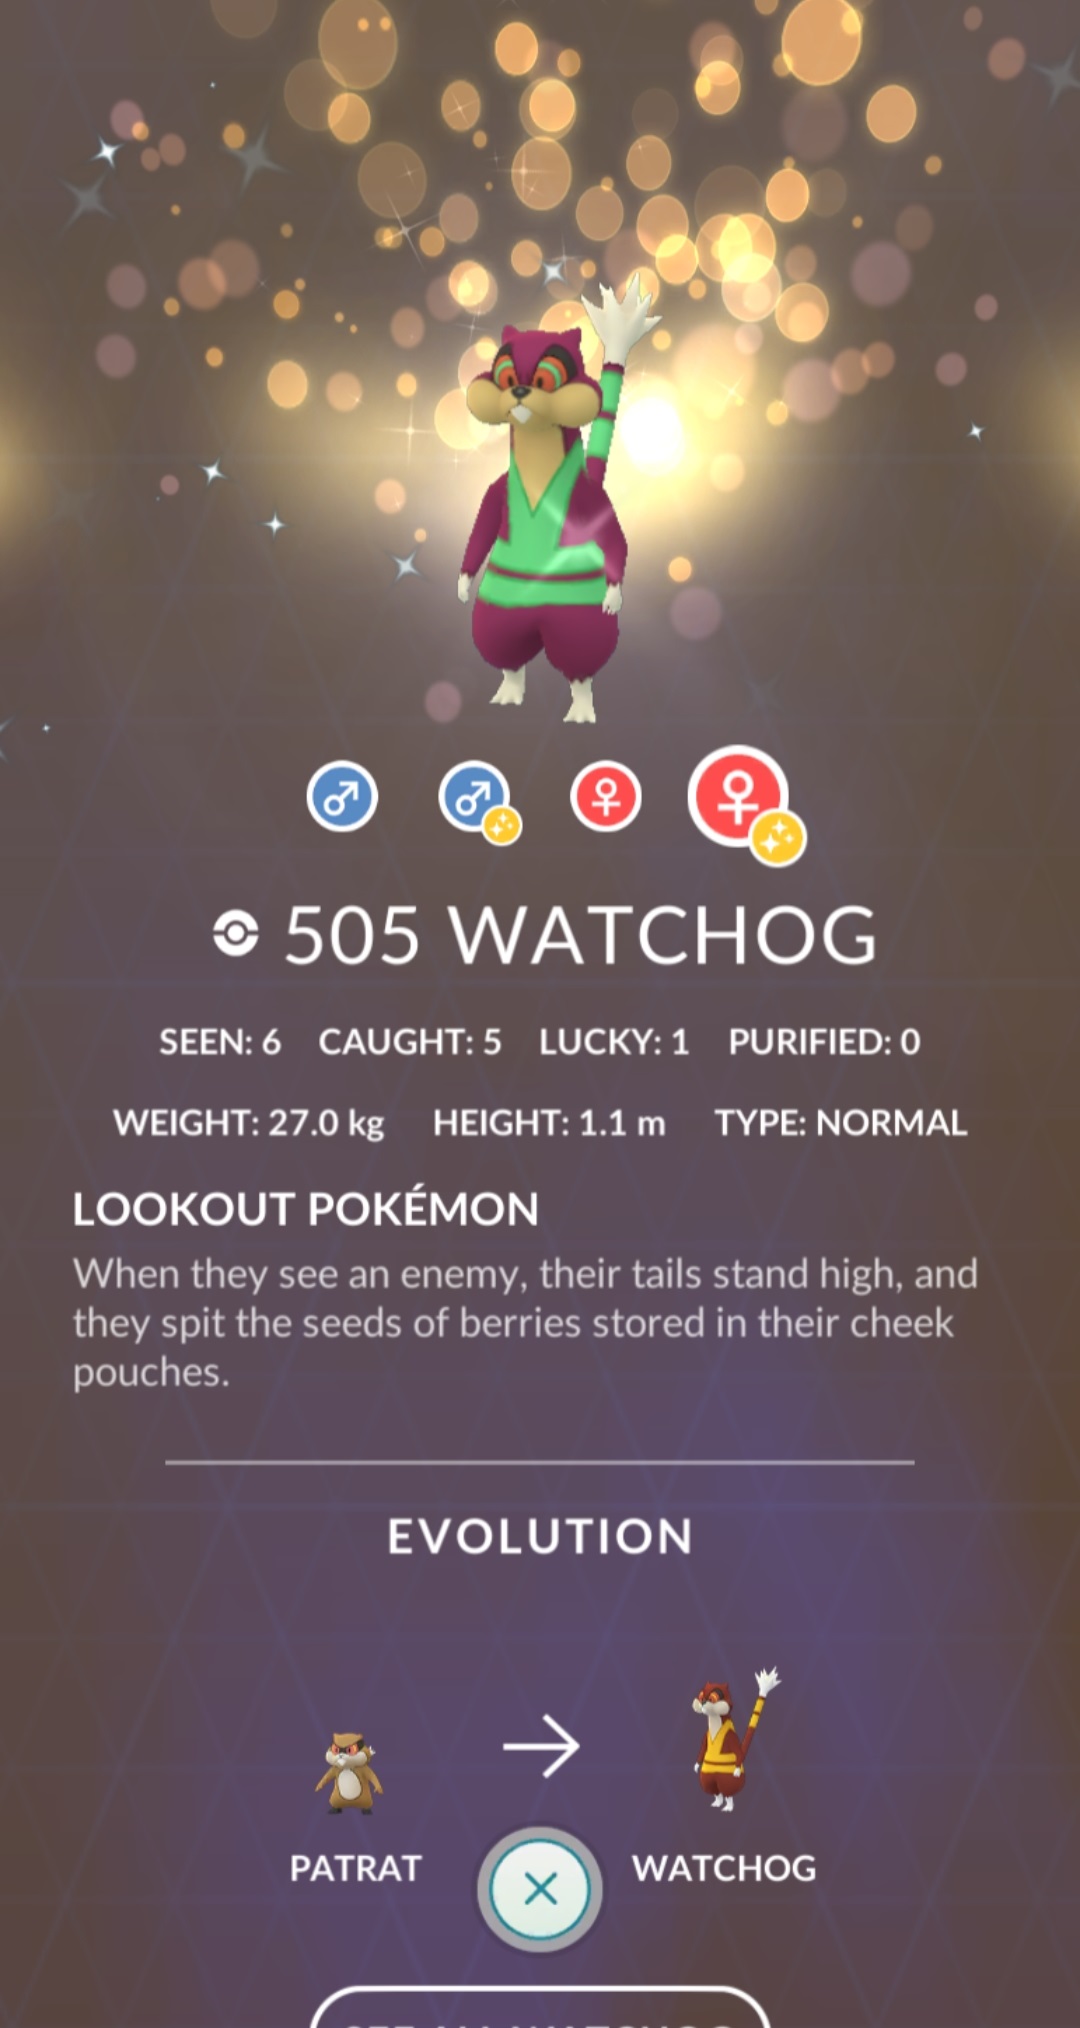 505 WATCHOG
SEEN: 6 CAUGHT: 5 LUCKY: 1 PURIFIED: 0
WEIGHT: 27.0 kg HEIGHT: 1.1 m TYPE: NORMAL
LOOKOUT POKÉMON
When they see an enemy, their tails stand high, and
they spit the seeds of berries stored in their cheek
pouches.
EVOLUTION
PATRAT WATCHOG